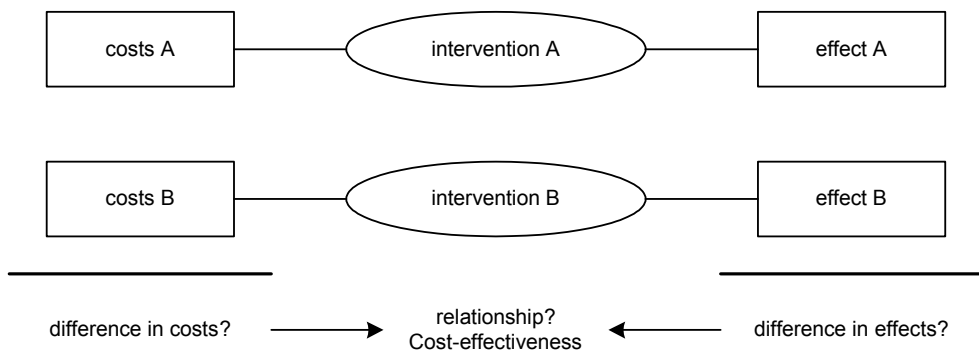 costs A
intervention A
effect A
costs B
intervention B
effect B
difference in costs?
relationship?
Cost-effectiveness
difference in effects?